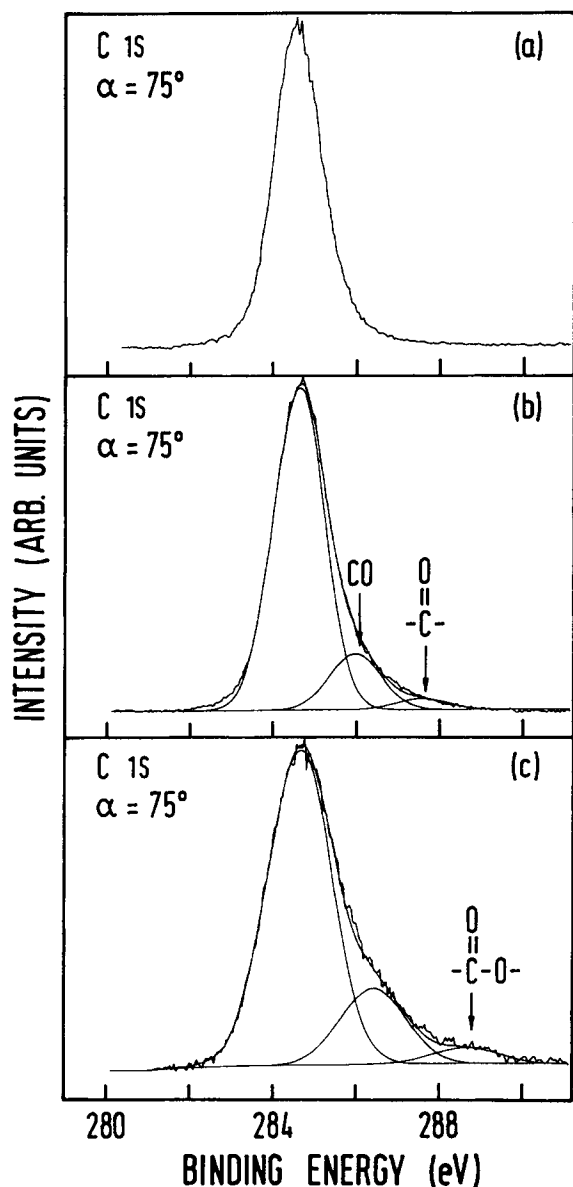 C 1S
α = 75°
(a)
C 1S
α = 75°
(b)
CO
O
-C-
C 1S
α = 75°
(c)
O
-C-O-
INTENSITY (ARB. UNITS)
280
284
288
BINDING ENERGY (eV)